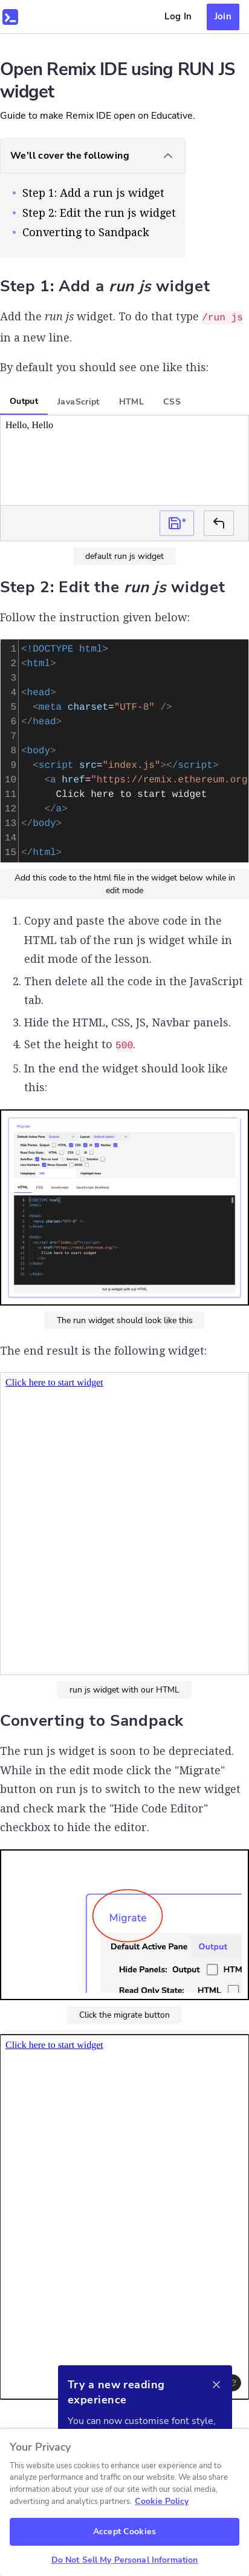 Log In
Join
Open Remix IDE using RUN JS
widget
Guide to make Remix IDE open on Educative.
We'll cover the following
Step 1: Add a run js widget
Step 2: Edit the run js widget
Converting to Sandpack
Step 1: Add a run js widget
Add the run js widget. To do that type /run js
in a new line.
By default you should see one like this:
Output JavaScript HTML CSS
Hello, Hello
default run js widget
Step 2: Edit the run js widget
Follow the instruction given below:
1 <!DOCTYPE html>
2 <html>
3
4 <head>
5 <meta charset="UTF-8" />
6 </head>
7
8 <body>
9 <script src="index.js"></script>
10 <a href="https://remix.ethereum.org
11 Click here to start widget
12 </a>
13 </body>
14
15 </html>
Add this code to the html file in the widget below while in
edit mode
1. Copy and paste the above code in the
HTML tab of the run js widget while in
edit mode of the lesson.
2. Then delete all the code in the JavaScript
tab.
3. Hide the HTML, CSS, JS, Navbar panels.
4. Set the height to 500.
5. In the end the widget should look like
this:
Migrate
HTML
run js widget with our HTML
The run widget should look like this
The end result is the following widget:
Click here to start widget
run js widget with our HTML
Converting to Sandpack
The run js widget is soon to be deprecated.
While in the edit mode click the "Migrate"
button on run js to switch to the new widget
and check mark the "Hide Code Editor"
checkbox to hide the editor.
Migrate
Default Active Pane Output
Hide Panels: Output HTM
Read Only State: HTML
Click the migrate button
Click here to start widget
Try a new reading
experience
You can now customise font style,
Your Privacy
This website uses cookies to enhance user experience and to
analyze performance and traffic on our website. We also share
information about your use of our site with our social media,
advertising and analytics partners. Cookie Policy
Accept Cookies
Do Not Sell My Personal Information